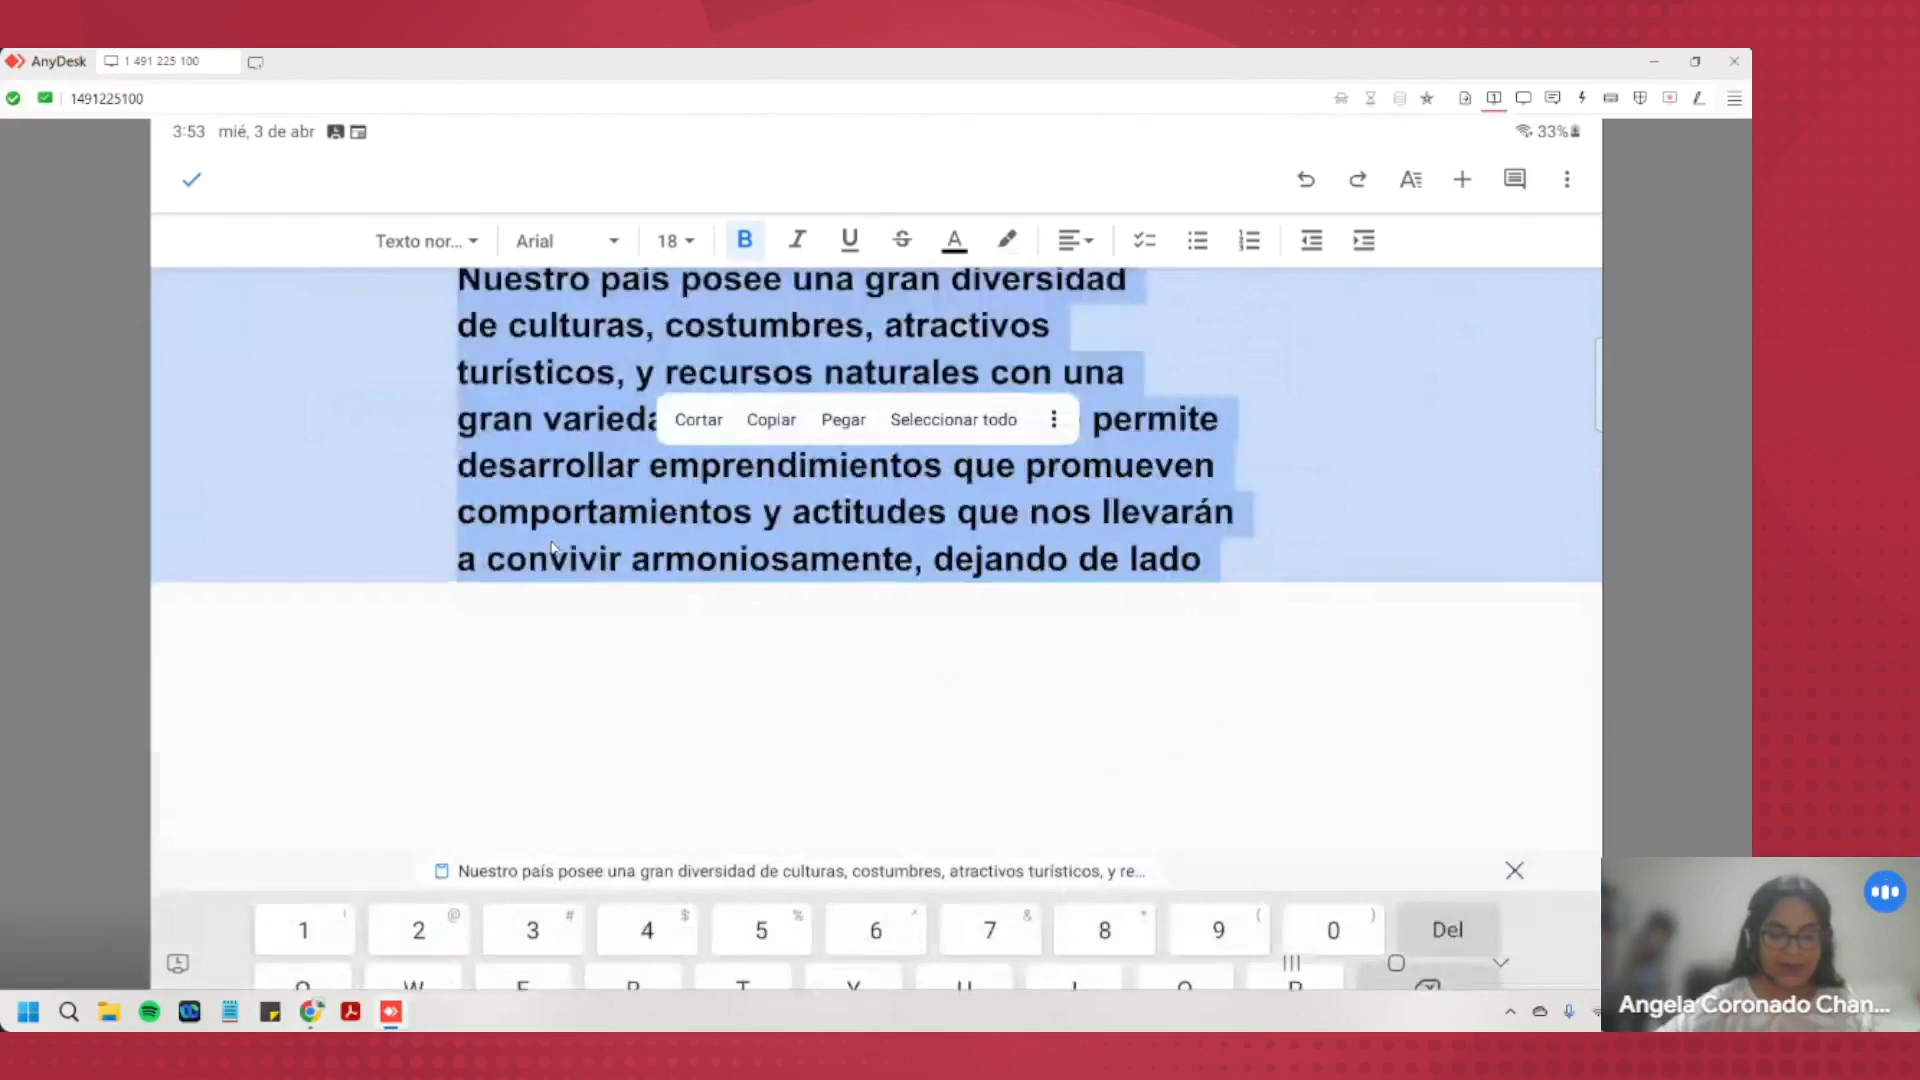 AnyDesk
1 491 225 100
1491225100
3:53 mié, 3 de abr
33%
Texto nor...
Arial
18
B I U S A
Nuestro país posee una gran diversidad
de culturas, costumbres, atractivos
turísticos, y recursos naturales con una
gran varieda
Cortar Copiar Pegar Seleccionar todo
permite
desarrollar emprendimientos que promueven
comportamientos y actitudes que nos llevarán
a convivir armoniosamente, dejando de lado
Nuestro país posee una gran diversidad de culturas, costumbres, atractivos turísticos, y re...
! @ # $ % ^ & * ( )
1 2 3 4 5 6 7 8 9 0 Del
Angela Coronado Chan...